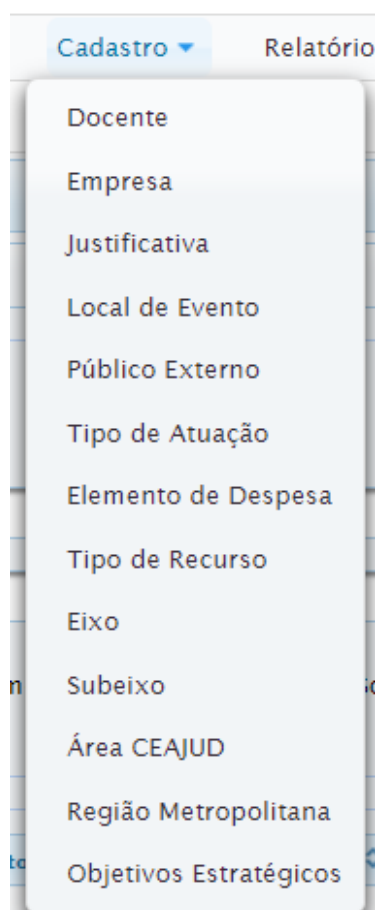 Cadastro
Relatório
Docente
Empresa
Justificativa
Local de Evento
Público Externo
Tipo de Atuação
Elemento de Despesa
Tipo de Recurso
Eixo
Subeixo
Área CEAJUD
Região Metropolitana
Objetivos Estratégicos